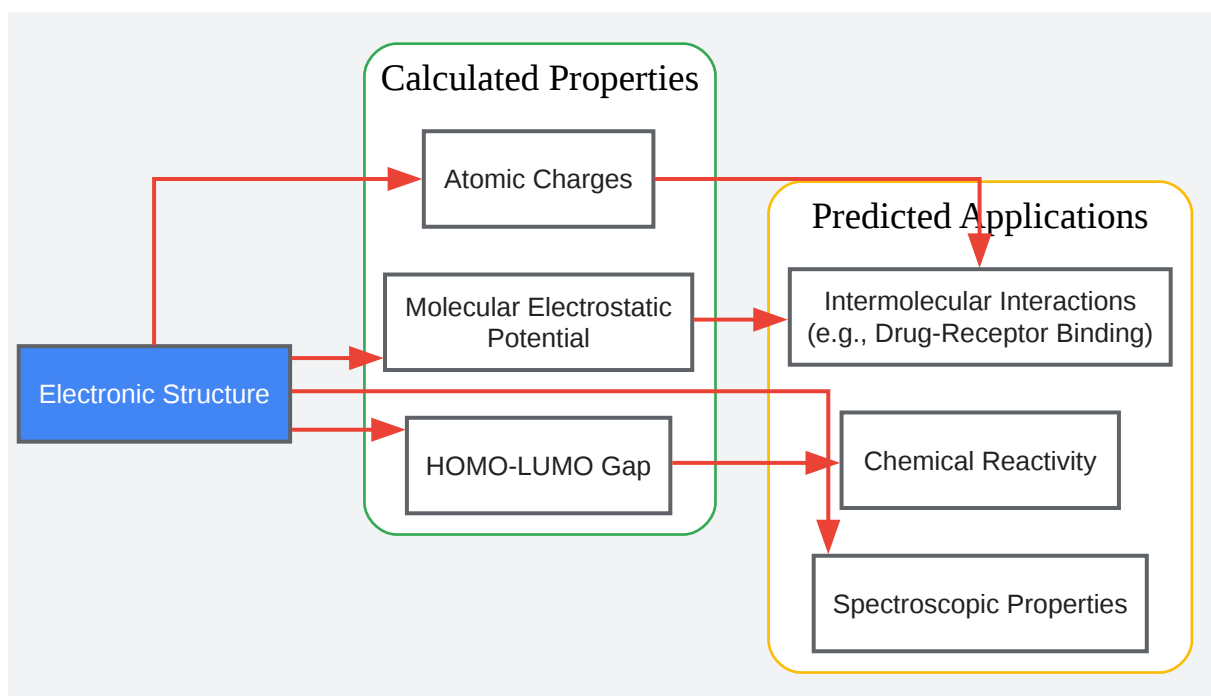 Calculated Properties
Atomic Charges
Predicted Applications
Molecular Electrostatic
Potential
Intermolecular Interactions
(e.g., Drug-Receptor Binding)
Electronic Structure
HOMO-LUMO Gap
Chemical Reactivity
Spectroscopic Properties